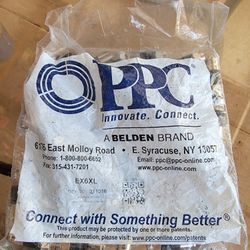 PPC
Innovate. Connect.
A BELDEN BRAND
6176 East Molloy Road • E. Syracuse, NY 13057
Phone: 1-800-800-6652 Email: ppc@ppc-online.com
Fax: 315-431-7201 www.ppc-online.com
EX6XL
Connect with Something Better®
This product may be protected by one or more patents.
For further information, please visit: www.ppc-online.com/patents